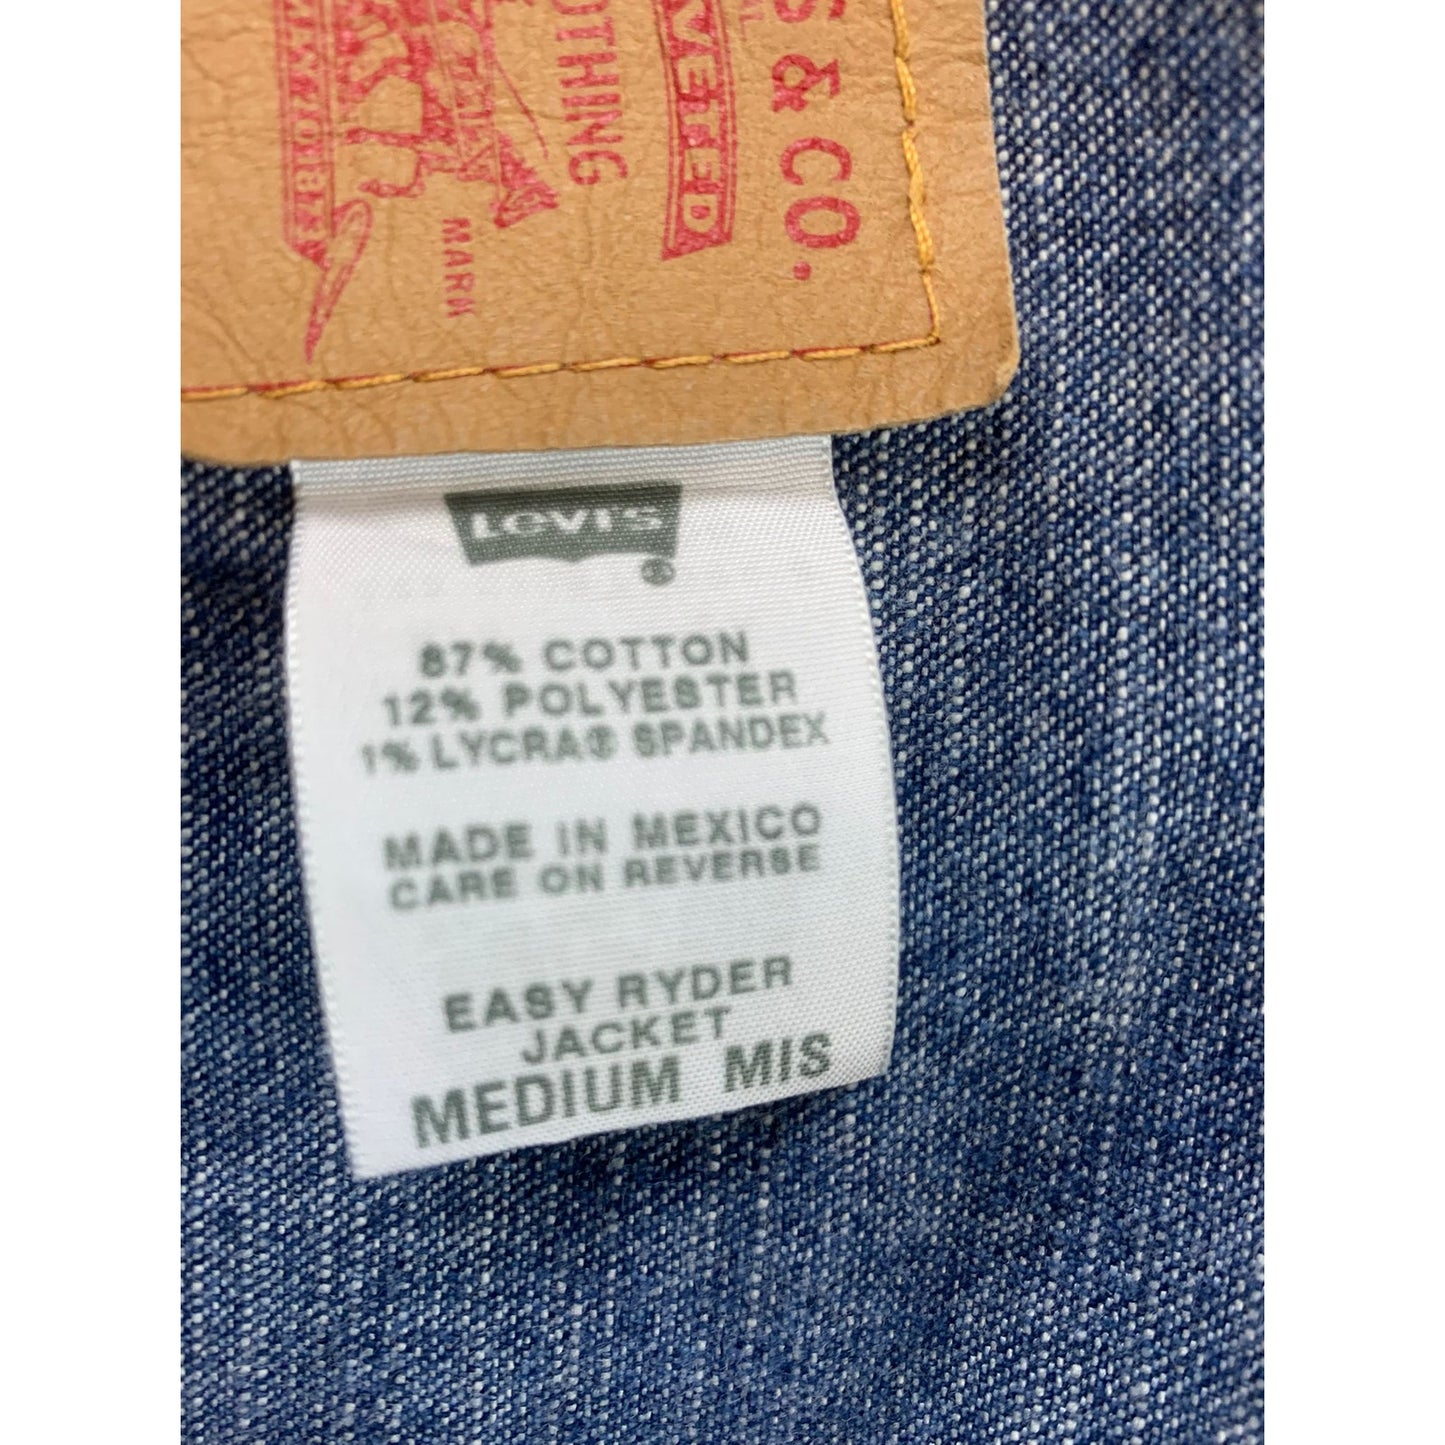 S & CO.
CLOTHING
MARK
Levi's
®
87% COTTON
12% POLYESTER
1% LYCRA® SPANDEX
MADE IN MEXICO
CARE ON REVERSE
EASY RYDER
JACKET
MEDIUM MIS